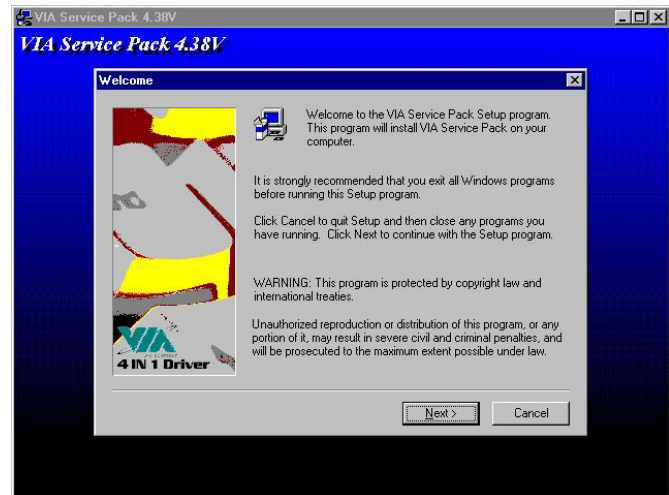 VIA Service Pack 4.38V
VIA Service Pack 4.38V
Welcome
Welcome to the VIA Service Pack Setup program.
This program will install VIA Service Pack on your
computer.
It is strongly recommended that you exit all Windows programs
before running this Setup program.
Click Cancel to quit Setup and then close any programs you
have running. Click Next to continue with the Setup program.
WARNING: This program is protected by copyright law and
international treaties.
Unauthorized reproduction or distribution of this program, or any
portion of it, may result in severe civil and criminal penalties, and
will be prosecuted to the maximum extent possible under law.
VIA
4 IN 1 Driver
Next >
Cancel